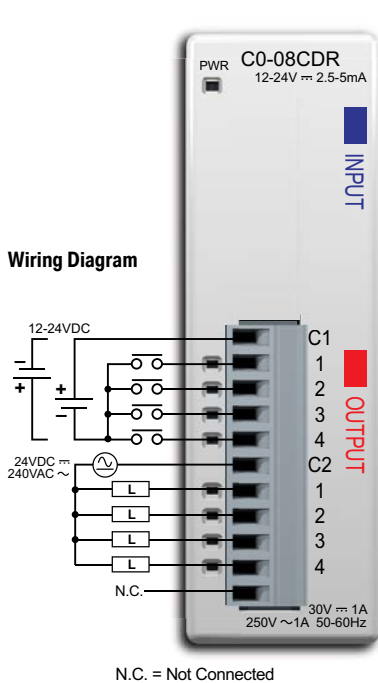 PWR C0-08CDR
12-24V ⎓ 2.5-5mA
INPUT
Wiring Diagram
12-24VDC
C1
– + 1
+ – 2
3
4
OUTPUT
24VDC ⎓
240VAC ~
C2
L 1
L 2
L 3
L 4
N.C.
30V ⎓ 1A
250V ~1A 50-60Hz
N.C. = Not Connected